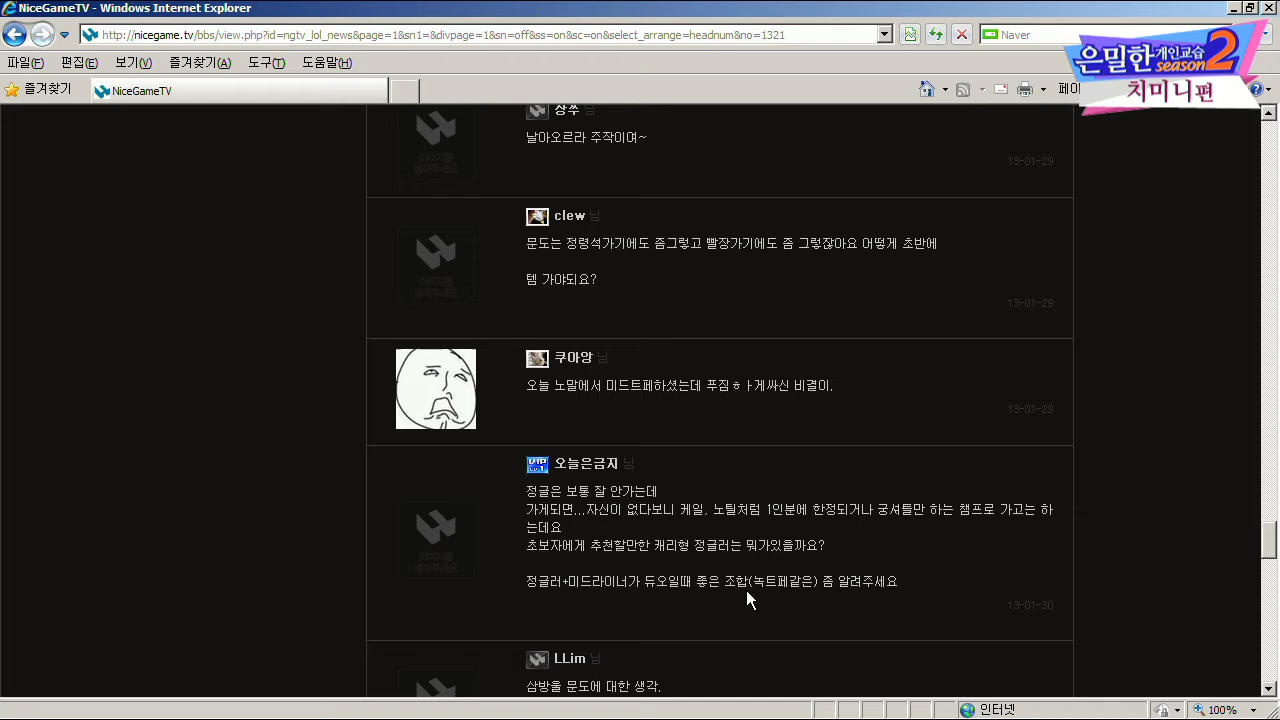 NiceGameTV - Windows Internet Explorer
http://nicegame.tv/bbs/view.php?id=ngtv_lol_news&page=1&sn1=&divpage=1&sn=off&ss=on&sc=on&select_arrange=headnum&no=1321
Naver
파일(F) 편집(E) 보기(V) 즐겨찾기(A) 도구(T) 도움말(H)
은밀한 개인교습 season2
치미니편
즐겨찾기
NiceGameTV
페이
날아오르라 주작이여~
13-01-29
clew 님
문도는 정령석가기에도 좀그렇고 빨장가기에도 좀 그렇잖아요 어떻게 초반에
템 가야되요?
13-01-29
쿠마앙 님
오늘 노말에서 미드트페하셨는데 푸짐ㅎㅏ게싸신 비결이.
13-01-29
VIP
오늘은금지 님
정글은 보통 잘 안가는데
가게되면...자신이 없다보니 케일, 노틸처럼 1인분에 한정되거나 궁셔틀만 하는 챔프로 가고는 하
는데요
초보자에게 추천할만한 캐리형 정글러는 뭐가있을까요?
정글러+미드라이너가 듀오일때 좋은 조합(녹트페같은) 좀 알려주세요
13-01-30
LLim 님
삼방율 문도에 대한 생각.
인터넷
100%